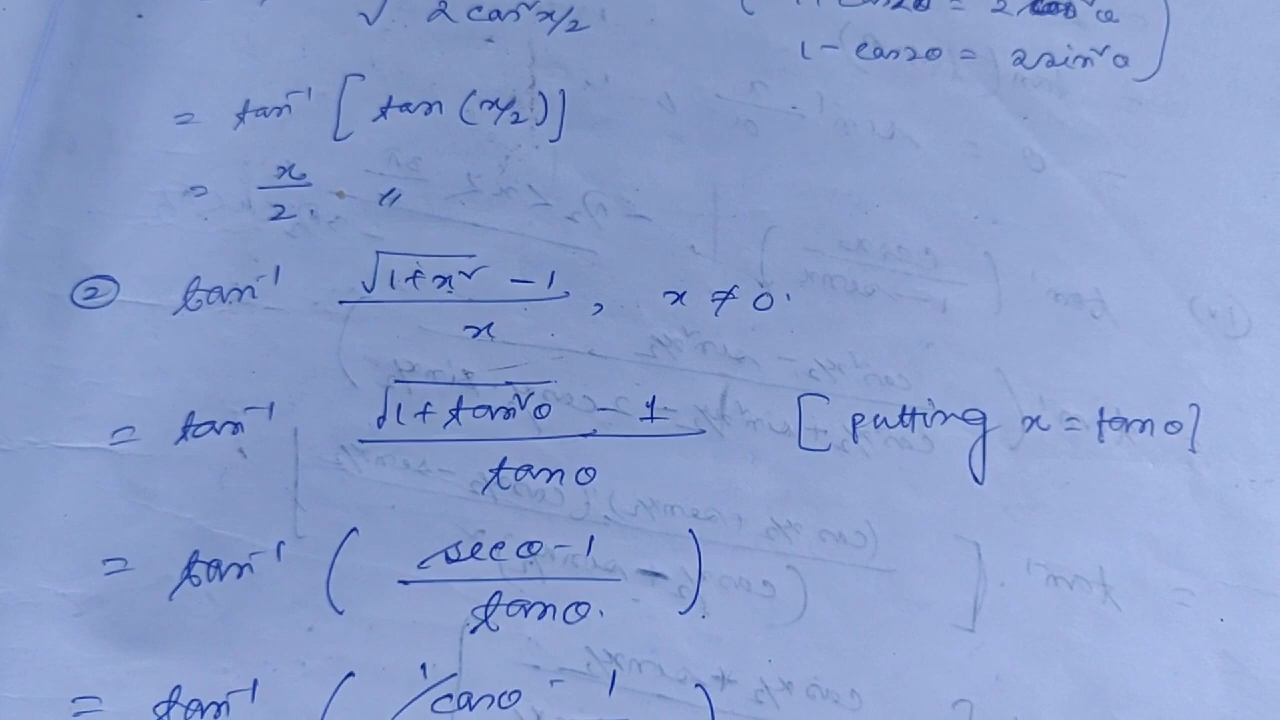 √ 2cos²x/2
1 - cos2θ = 2sin²θ)
= tan⁻¹ [tan (x/2)]
= x/2 . "
② tan⁻¹ (√(1+x²) - 1)/x, x ≠ 0.
= tan⁻¹ (√(1+tan²θ) - 1)/tanθ [putting x = tanθ]
= tan⁻¹ ((secθ-1)/tanθ.)
= tan⁻¹ ( 1/cosθ - 1 )